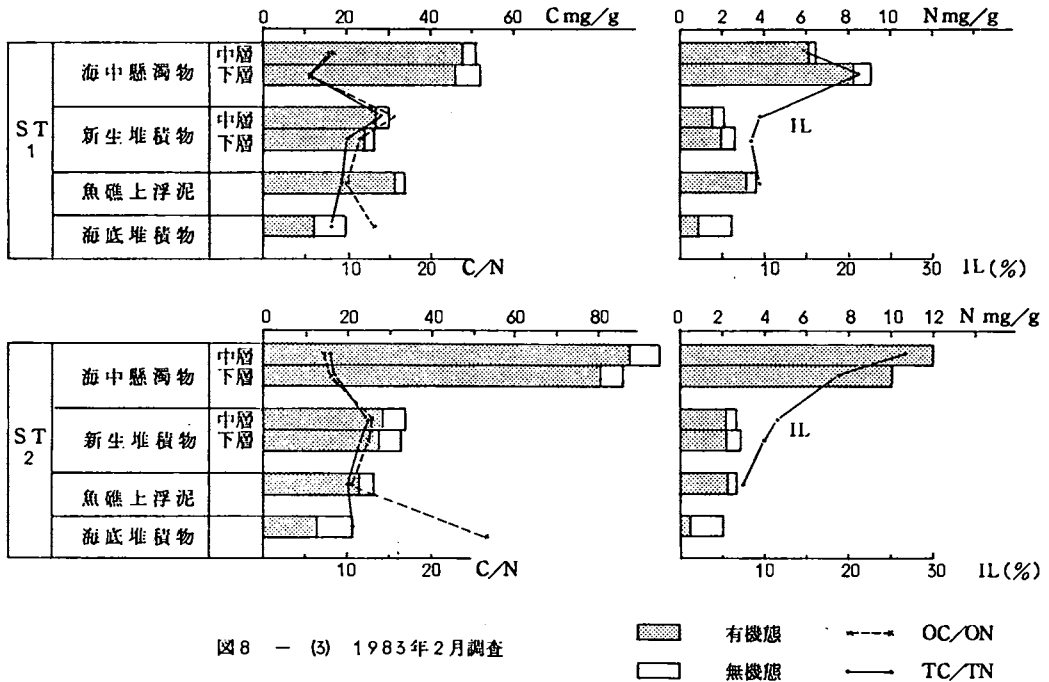 0 20 40 60 C mg/g
0 2 4 6 8 10 N mg/g
ST 1
海中懸濁物 中層
下層
新生堆積物 中層
下層
IL
魚礁上浮泥
海底堆積物
10 20 C/N
10 20 30 IL(%)
0 20 40 60 80 C mg/g
0 2 4 6 8 10 12 N mg/g
ST 2
海中懸濁物 中層
下層
新生堆積物 中層
下層
IL
魚礁上浮泥
海底堆積物
10 20 C/N
10 20 30 IL(%)
図8 － (3) 1983年2月調査
有機態 OC/ON
無機態 TC/TN